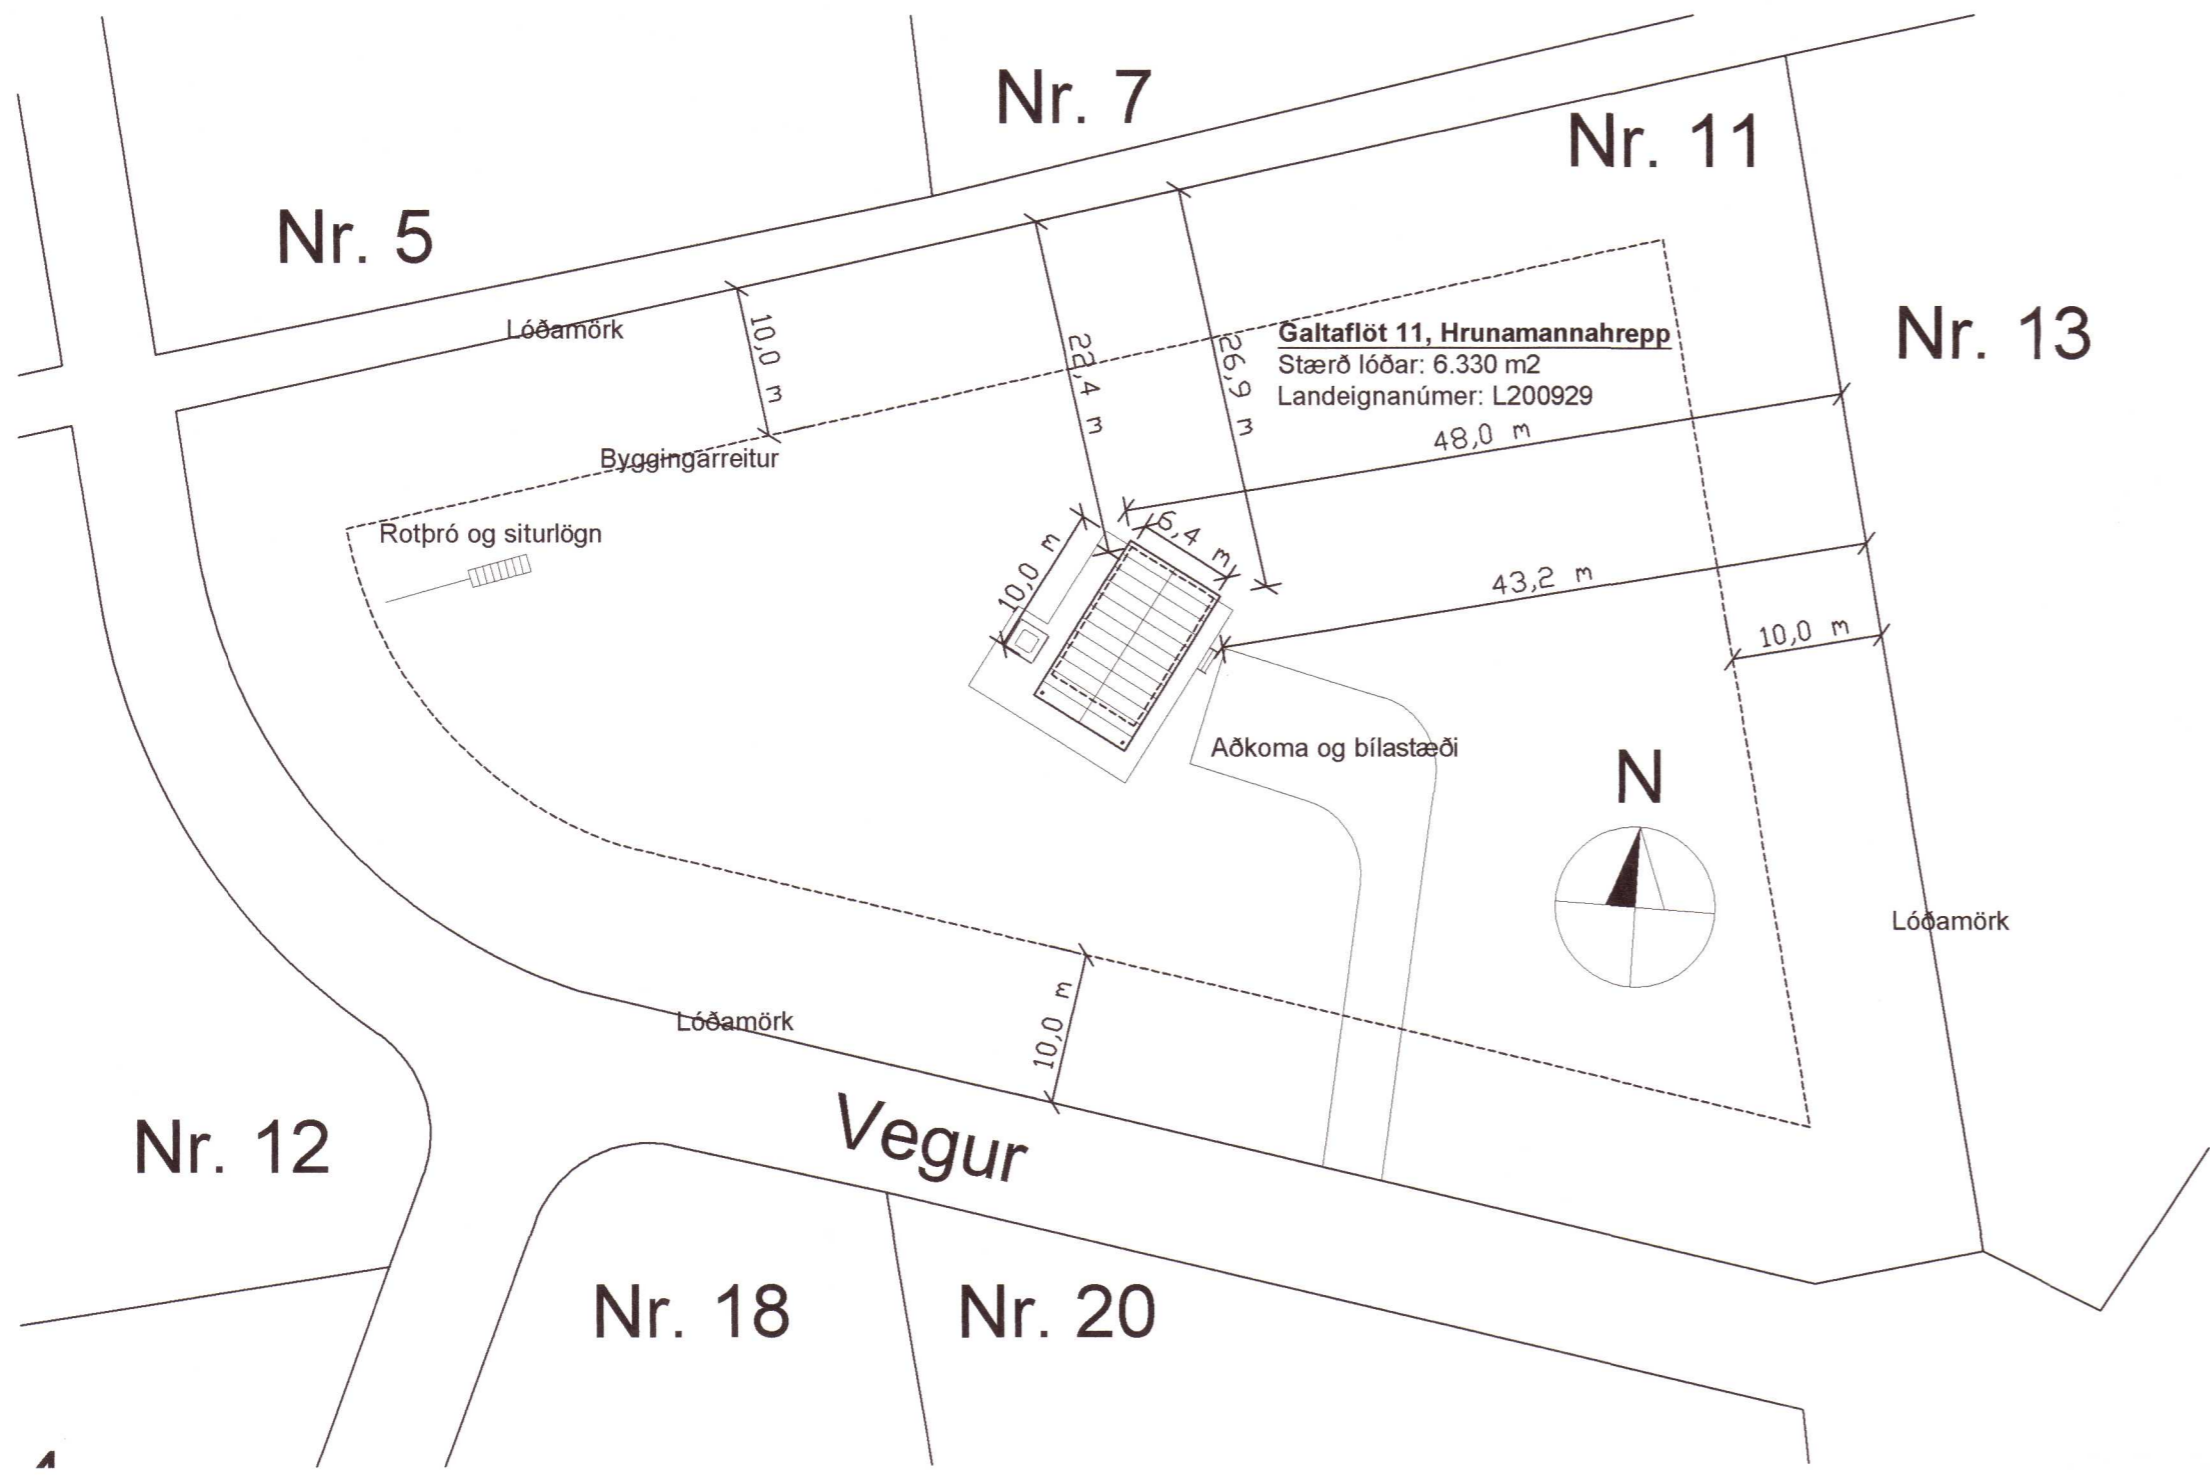 Nr. 7
Nr. 11
Nr. 5
Nr. 13
Lóðamörk
10,0 m
22,4 m
26,9 m
Galtaflöt 11, Hrunamannahrepp
Stærð lóðar: 6.330 m2
Landeignanúmer: L200929
48,0 m
Byggingarreitur
Rotþró og siturlögn
10,0 m
6,4 m
43,2 m
10,0 m
Aðkoma og bílastæði
N
Lóðamörk
Lóðamörk
10,0 m
Vegur
Nr. 12
Nr. 18
Nr. 20